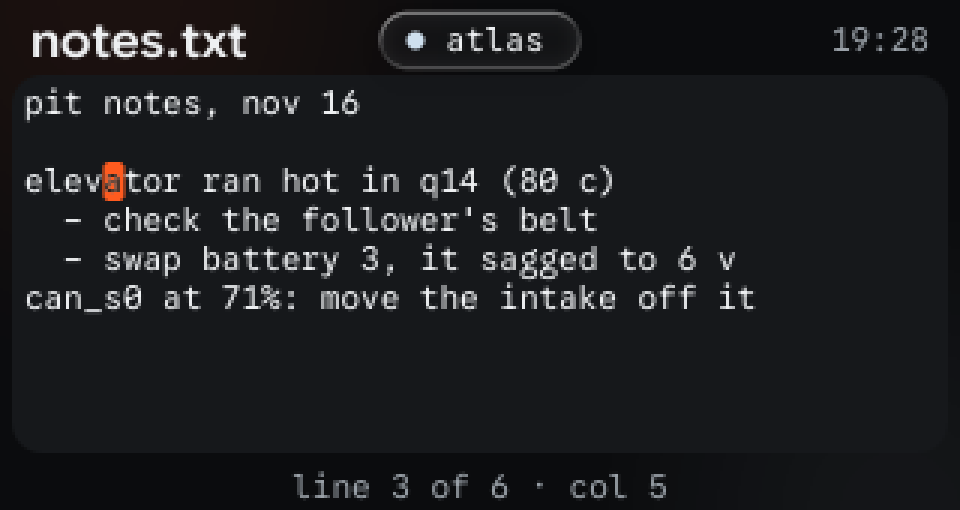 notes.txt
atlas
19:28
pit notes, nov 16
elevator ran hot in q14 (80 c)
  - check the follower's belt
  - swap battery 3, it sagged to 6 v
can_s0 at 71%: move the intake off it
line 3 of 6 · col 5